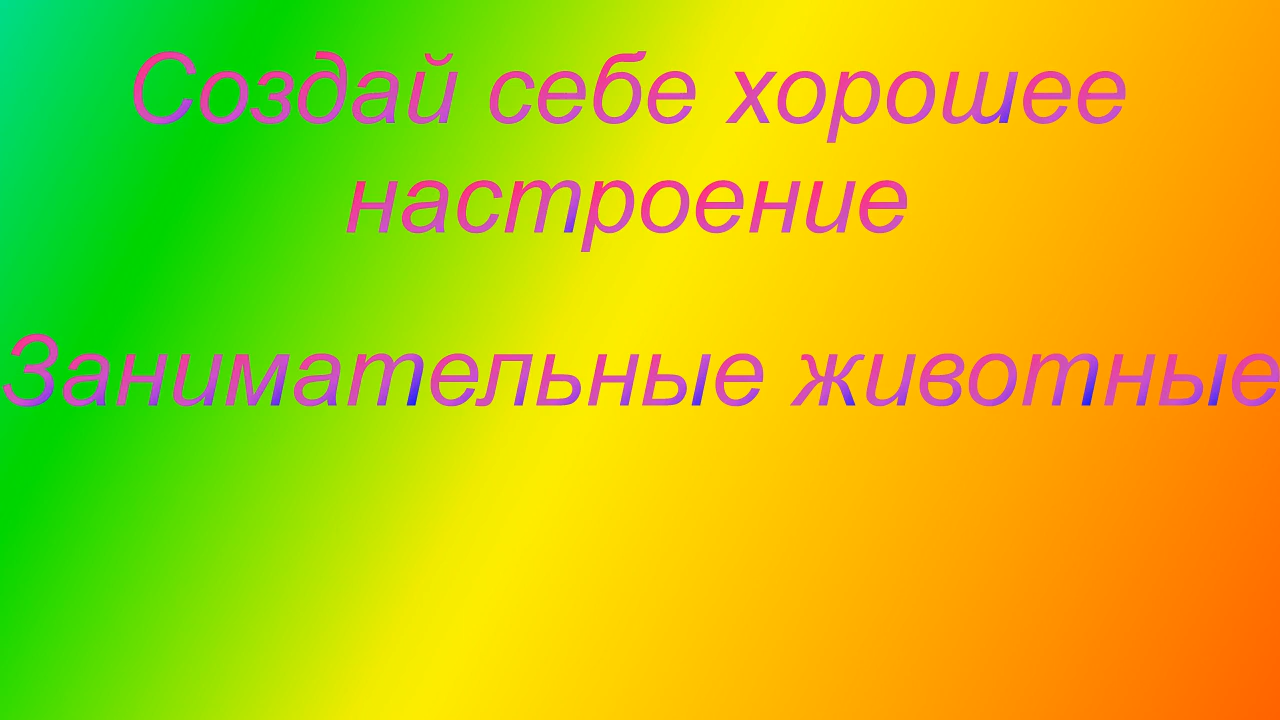 Создай себе хорошее
настроение
Занимательные животные